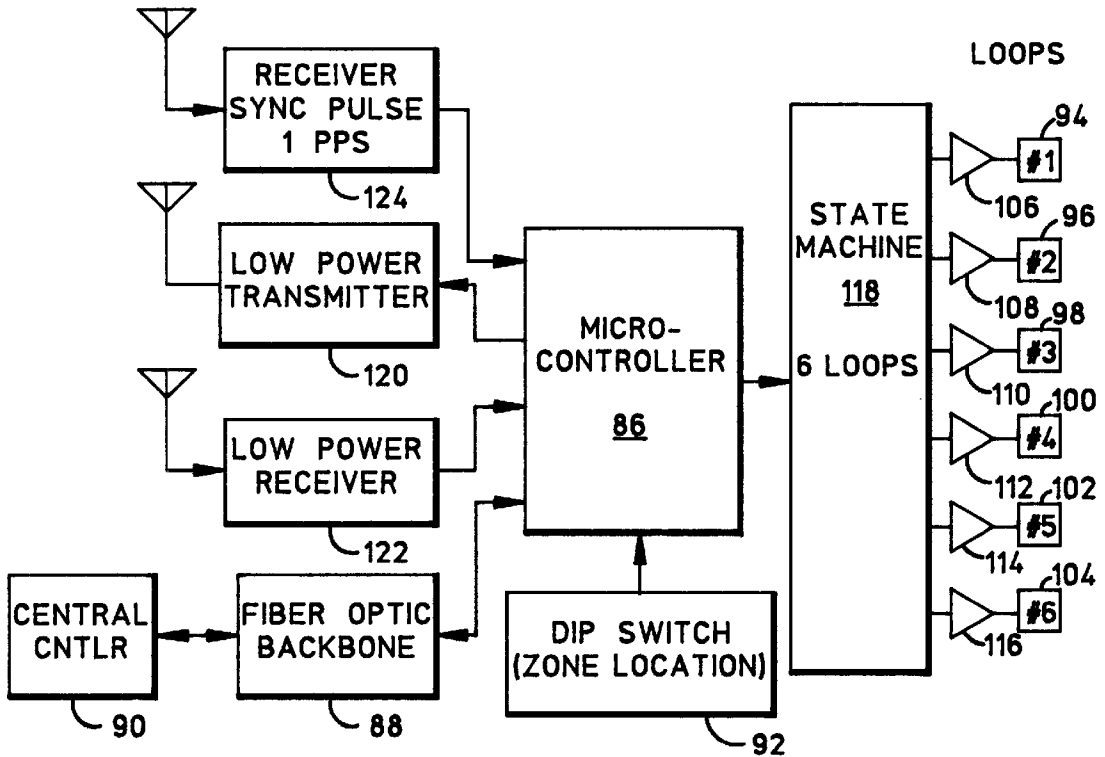 RECEIVER
SYNC PULSE
1 PPS
124
LOW POWER
TRANSMITTER
120
LOW POWER
RECEIVER
122
CENTRAL
CNTLR
90
FIBER OPTIC
BACKBONE
88
MICRO-
CONTROLLER
86
DIP SWITCH
(ZONE LOCATION)
92
STATE
MACHINE
118
6 LOOPS
LOOPS
94
#1
106
96
#2
108
98
#3
110
100
#4
112
102
#5
114
104
#6
116